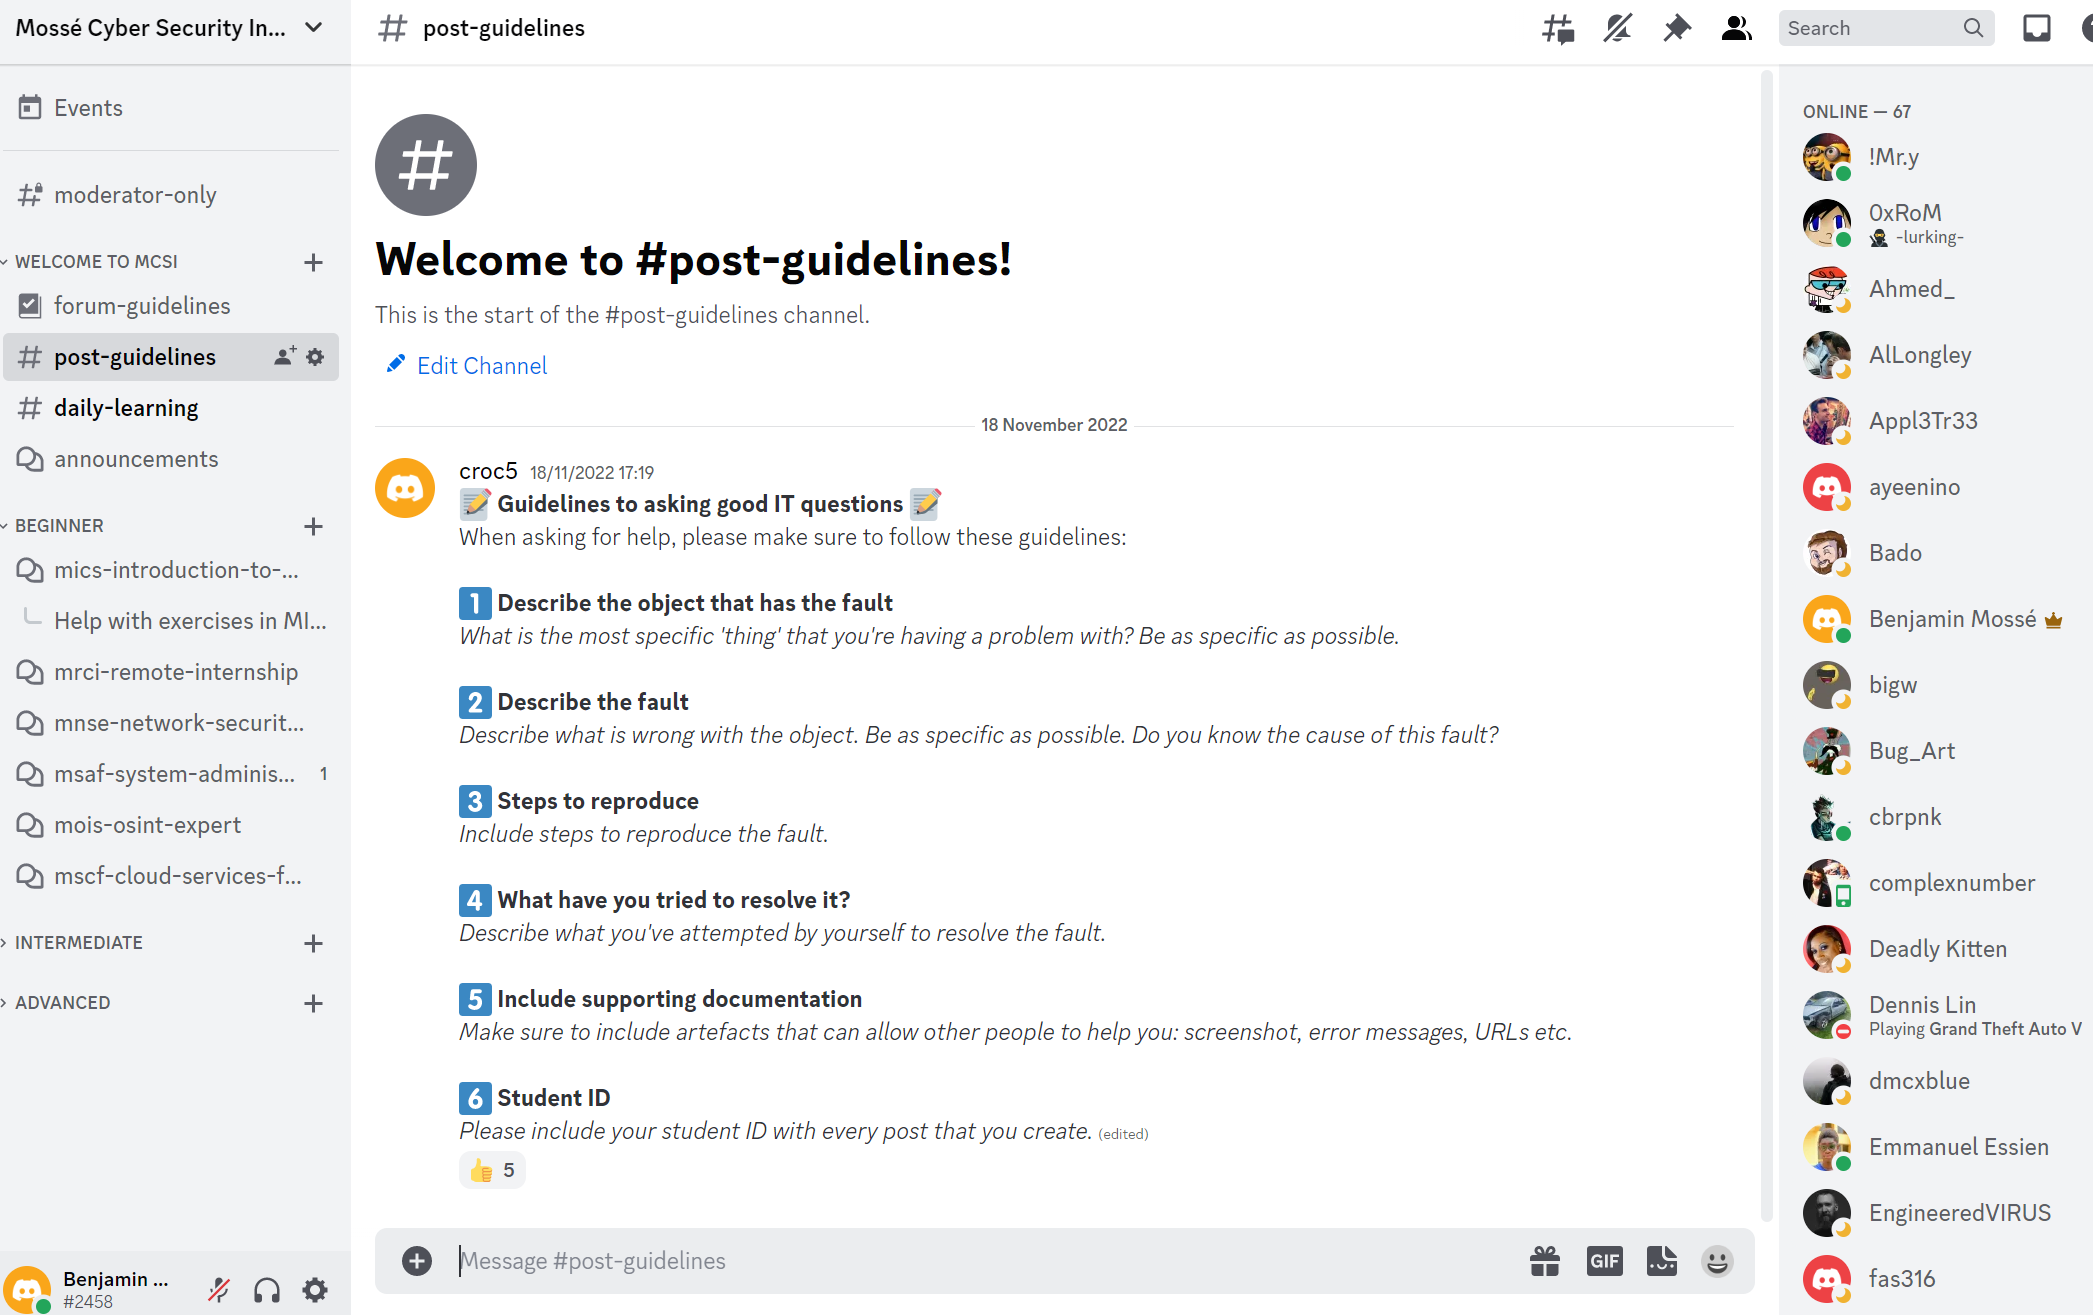 Mossé Cyber Security In...
Events
moderator-only
WELCOME TO MCSI
forum-guidelines
post-guidelines
daily-learning
announcements
BEGINNER
mics-introduction-to-...
Help with exercises in MI...
mrci-remote-internship
mnse-network-securit...
msaf-system-adminis... 1
mois-osint-expert
mscf-cloud-services-f...
INTERMEDIATE
ADVANCED
Benjamin ...
#2458
# post-guidelines
Search
#
Welcome to #post-guidelines!
This is the start of the #post-guidelines channel.
Edit Channel
18 November 2022
croc5 18/11/2022 17:19
Guidelines to asking good IT questions
When asking for help, please make sure to follow these guidelines:
1 Describe the object that has the fault
What is the most specific 'thing' that you're having a problem with? Be as specific as possible.
2 Describe the fault
Describe what is wrong with the object. Be as specific as possible. Do you know the cause of this fault?
3 Steps to reproduce
Include steps to reproduce the fault.
4 What have you tried to resolve it?
Describe what you've attempted by yourself to resolve the fault.
5 Include supporting documentation
Make sure to include artefacts that can allow other people to help you: screenshot, error messages, URLs etc.
6 Student ID
Please include your student ID with every post that you create. (edited)
5
Message #post-guidelines
GIF
ONLINE — 67
!Mr.y
0xRoM
-lurking-
Ahmed_
AlLongley
Appl3Tr33
ayeenino
Bado
Benjamin Mossé
bigw
Bug_Art
cbrpnk
complexnumber
Deadly Kitten
Dennis Lin
Playing Grand Theft Auto V
dmcxblue
Emmanuel Essien
EngineeredVIRUS
fas316